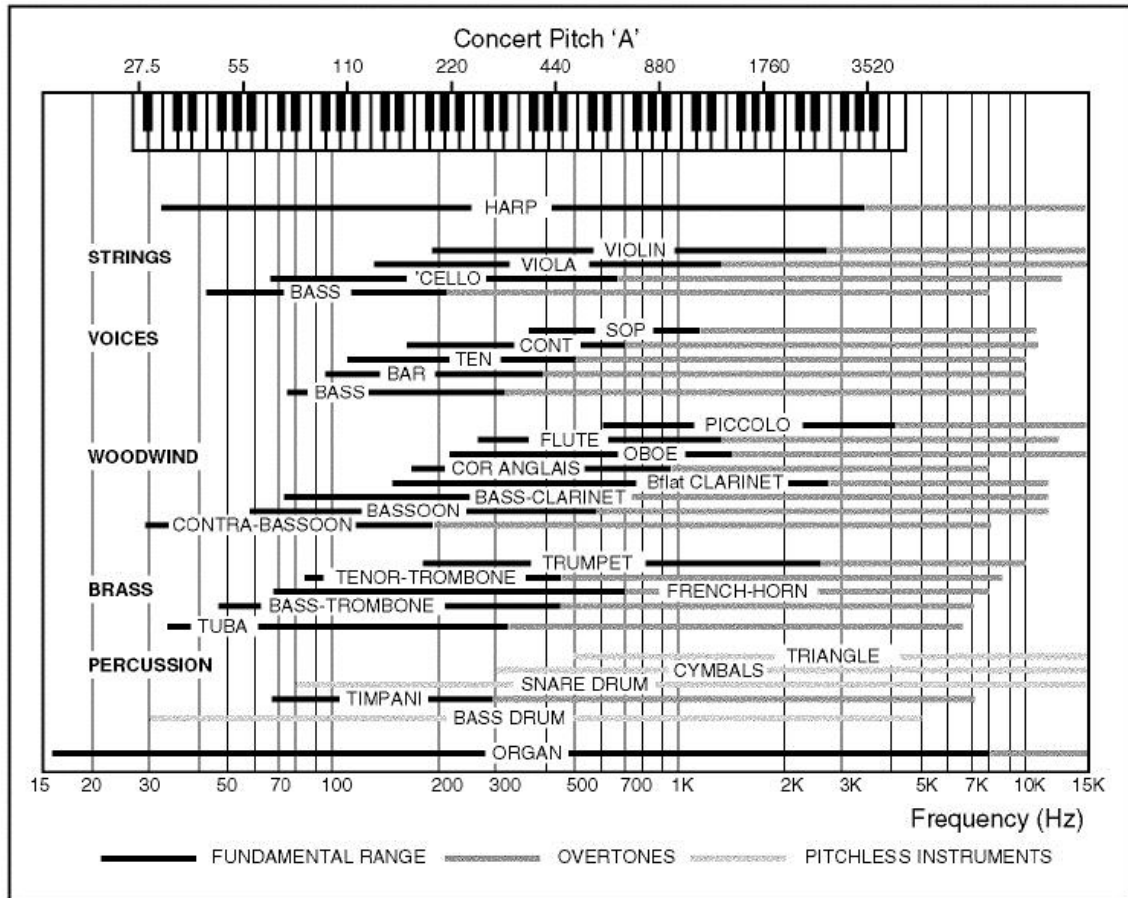 Concert Pitch ‘A’
27.5 55 110 220 440 880 1760 3520
HARP
VIOLIN
STRINGS
VIOLA
'CELLO
BASS
SOP
VOICES
CONT
TEN
BAR
BASS
PICCOLO
FLUTE
OBOE
WOODWIND
COR ANGLAIS
Bflat CLARINET
BASS-CLARINET
BASSOON
CONTRA-BASSOON
TRUMPET
TENOR-TROMBONE
BRASS
FRENCH-HORN
BASS-TROMBONE
TUBA
TRIANGLE
PERCUSSION
CYMBALS
SNARE DRUM
TIMPANI
BASS DRUM
ORGAN
15 20 30 50 70 100 200 300 500 700 1K 2K 3K 5K 7K 10K 15K
Frequency (Hz)
FUNDAMENTAL RANGE OVERTONES PITCHLESS INSTRUMENTS